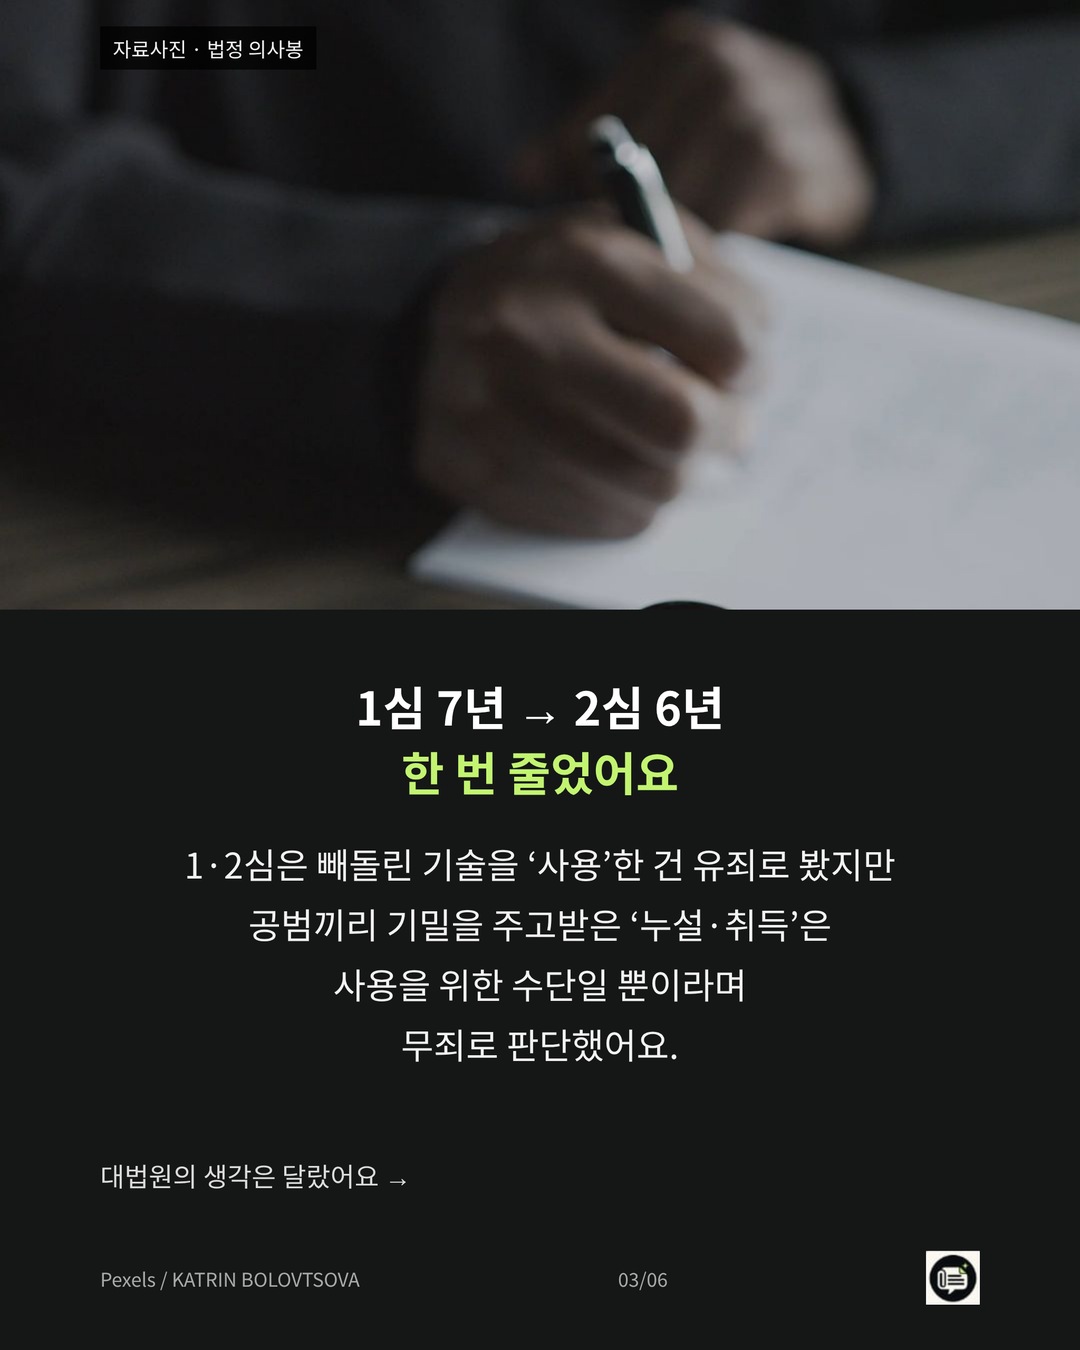 자료사진 · 법정 의사봉
1심 7년 → 2심 6년
한 번 줄었어요
1·2심은 빼돌린 기술을 ‘사용’한 건 유죄로 봤지만
공범끼리 기밀을 주고받은 ‘누설·취득’은
사용을 위한 수단일 뿐이라며
무죄로 판단했어요.
대법원의 생각은 달랐어요 →
Pexels / KATRIN BOLOVTSOVA
03/06